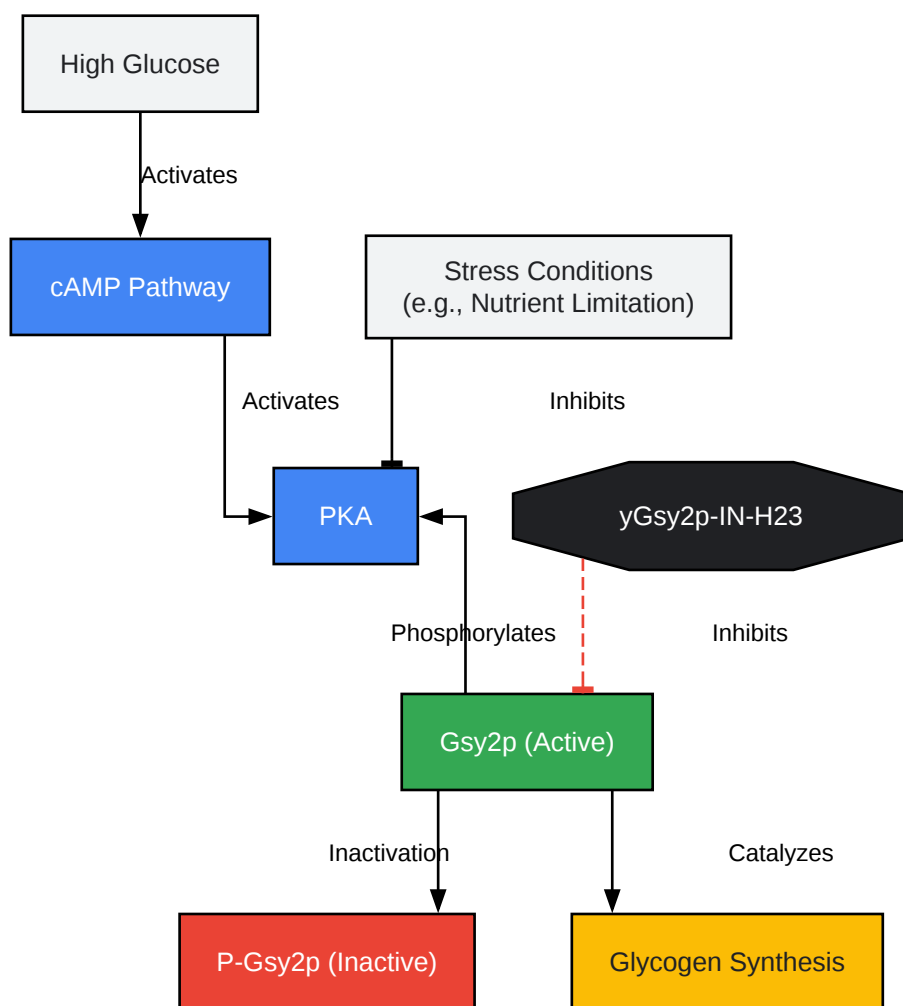 High Glucose
Activates
cAMP Pathway
Stress Conditions
(e.g., Nutrient Limitation)
Activates
Inhibits
PKA
yGsy2p-IN-H23
Phosphorylates
Inhibits
Gsy2p (Active)
Inactivation
Catalyzes
P-Gsy2p (Inactive)
Glycogen Synthesis